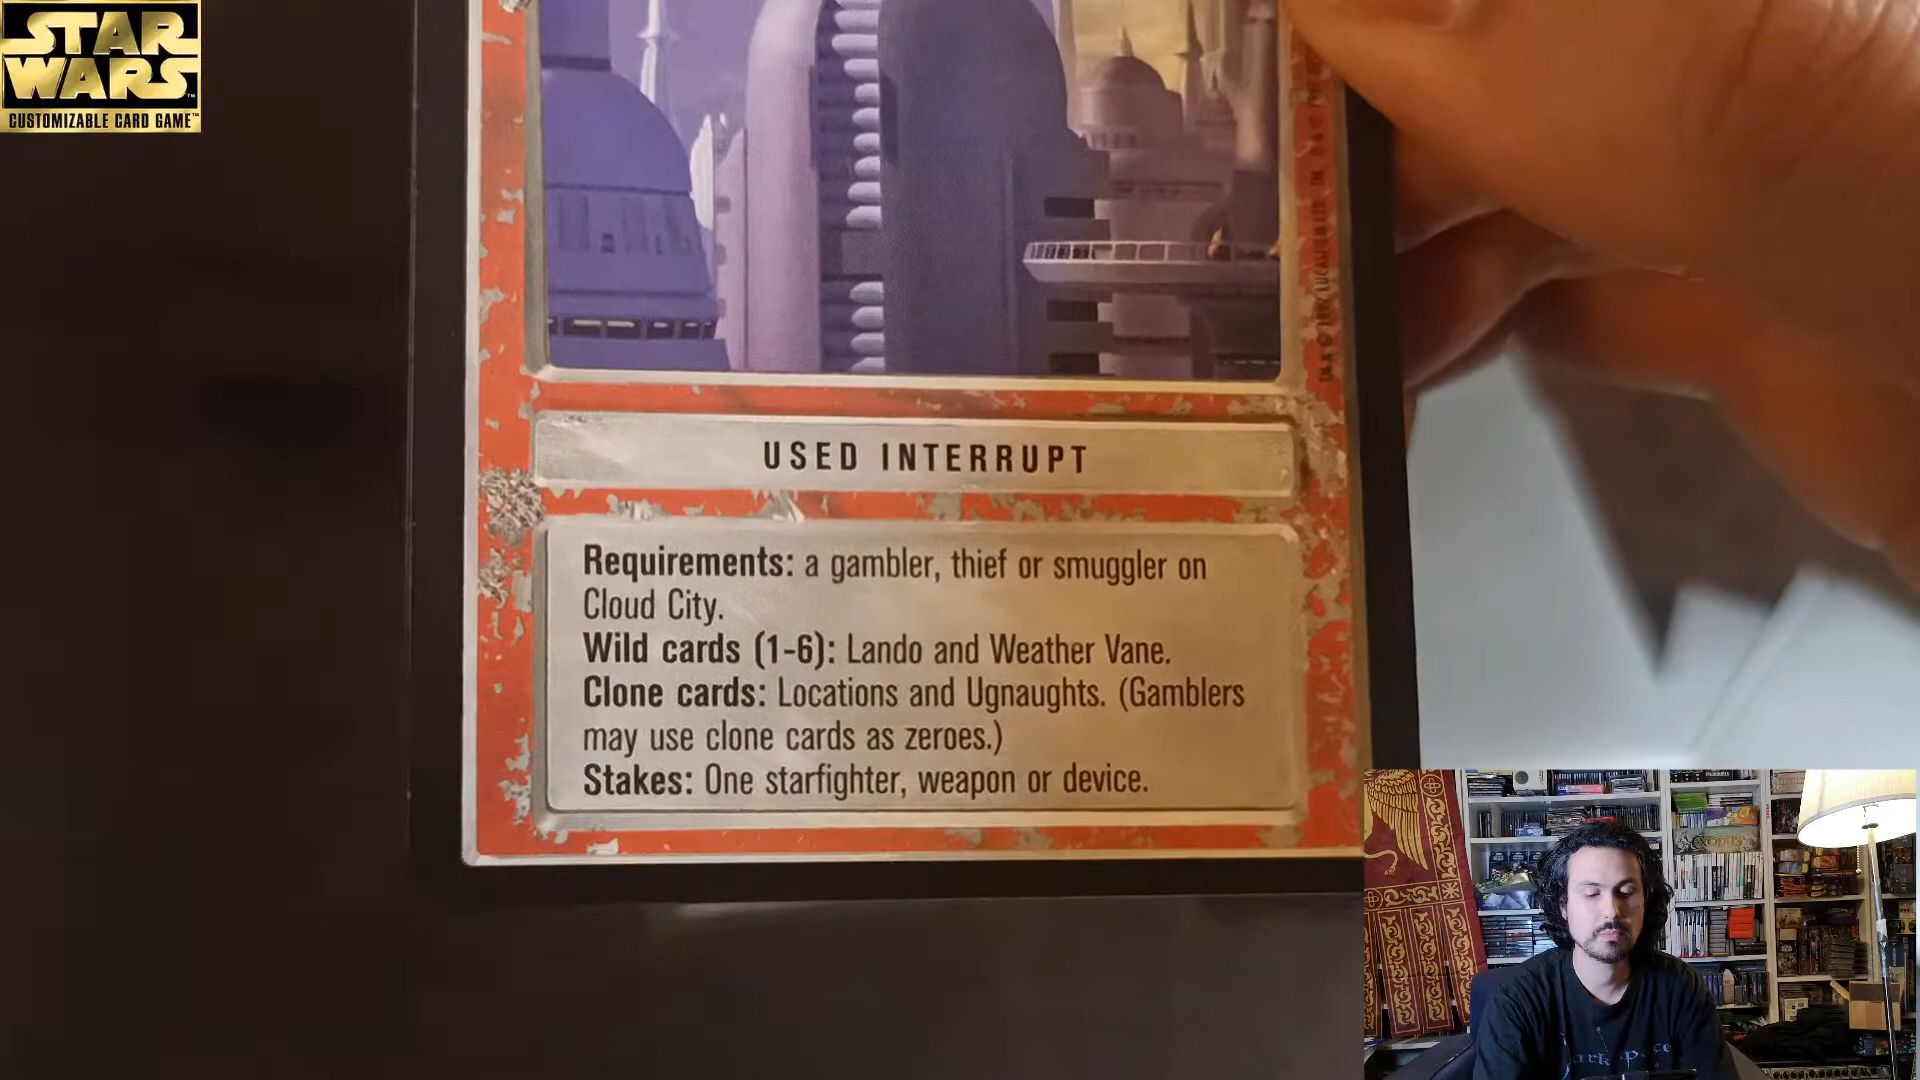 STAR
WARS
CUSTOMIZABLE CARD GAME™
USED INTERRUPT
Requirements: a gambler, thief or smuggler on
Cloud City.
Wild cards (1-6): Lando and Weather Vane.
Clone cards: Locations and Ugnaughts. (Gamblers
may use clone cards as zeroes.)
Stakes: One starfighter, weapon or device.